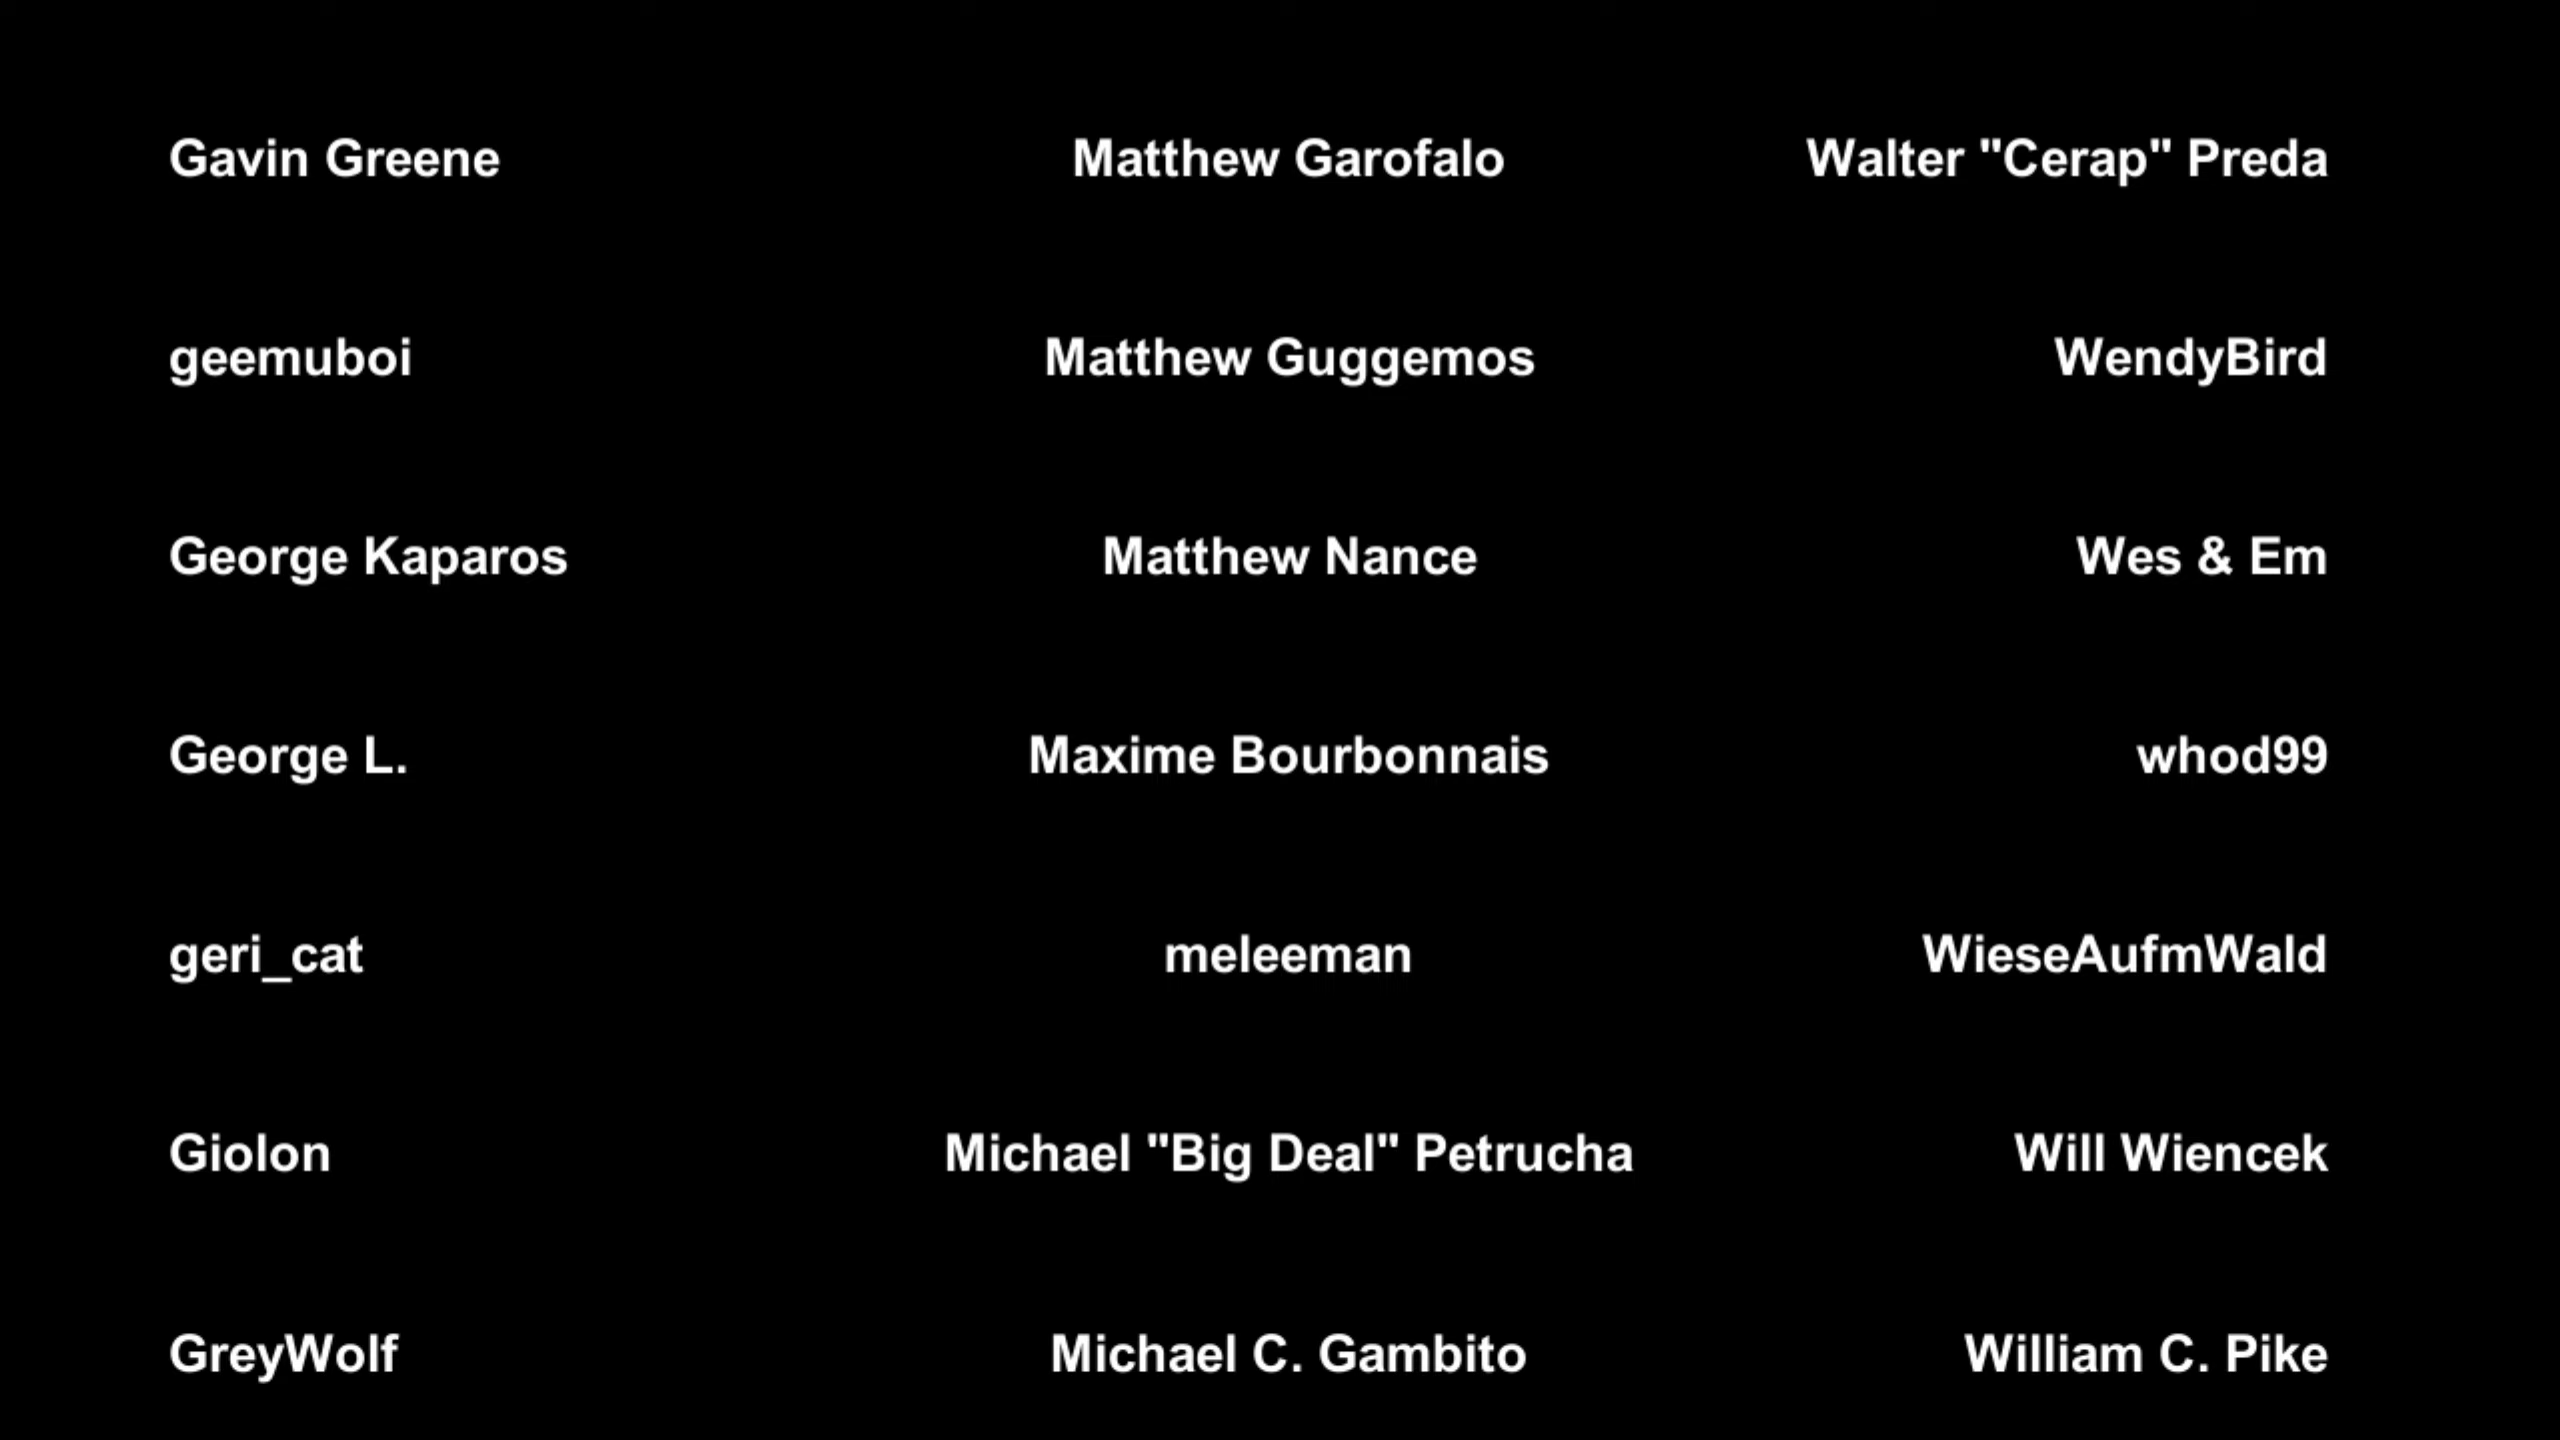 Gavin Greene
Matthew Garofalo
Walter "Cerap" Preda
geemuboi
Matthew Guggemos
WendyBird
George Kaparos
Matthew Nance
Wes & Em
George L.
Maxime Bourbonnais
whod99
geri_cat
meleeman
WieseAufmWald
Giolon
Michael "Big Deal" Petrucha
Will Wiencek
GreyWolf
Michael C. Gambito
William C. Pike